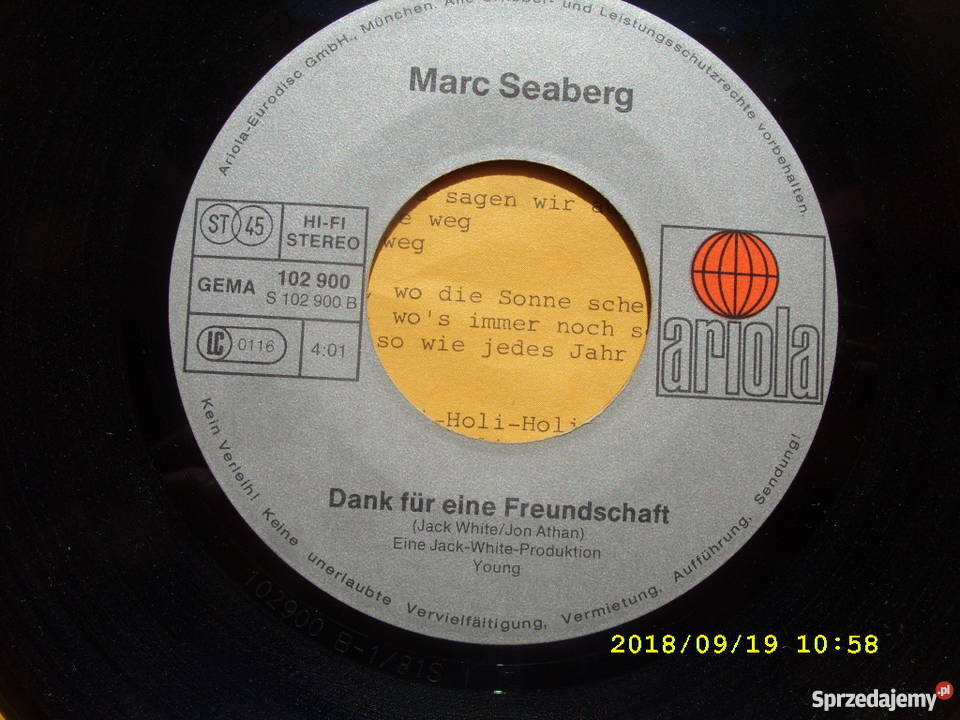 Ariola-Eurodisc GmbH., München. Alle Urheber- und Leistungsschutzrechte vorbehalten.
Marc Seaberg
ST 45
HI-FI
STEREO
GEMA
102 900
S 102 900 B
LC 0116
4:01
sagen wir
weg
weg
wo die Sonne
wo's immer noch
so wie jedes Jahr
-Holi-Holi
ariola
Dank für eine Freundschaft
(Jack White/Jon Athan)
Eine Jack-White-Produktion
Young
Kein Verleih! Keine unerlaubte Vervielfältigung, Vermietung, Aufführung, Sendung!
102900 B-1/81S
2018/09/19 10:58
Sprzedajemy.pl